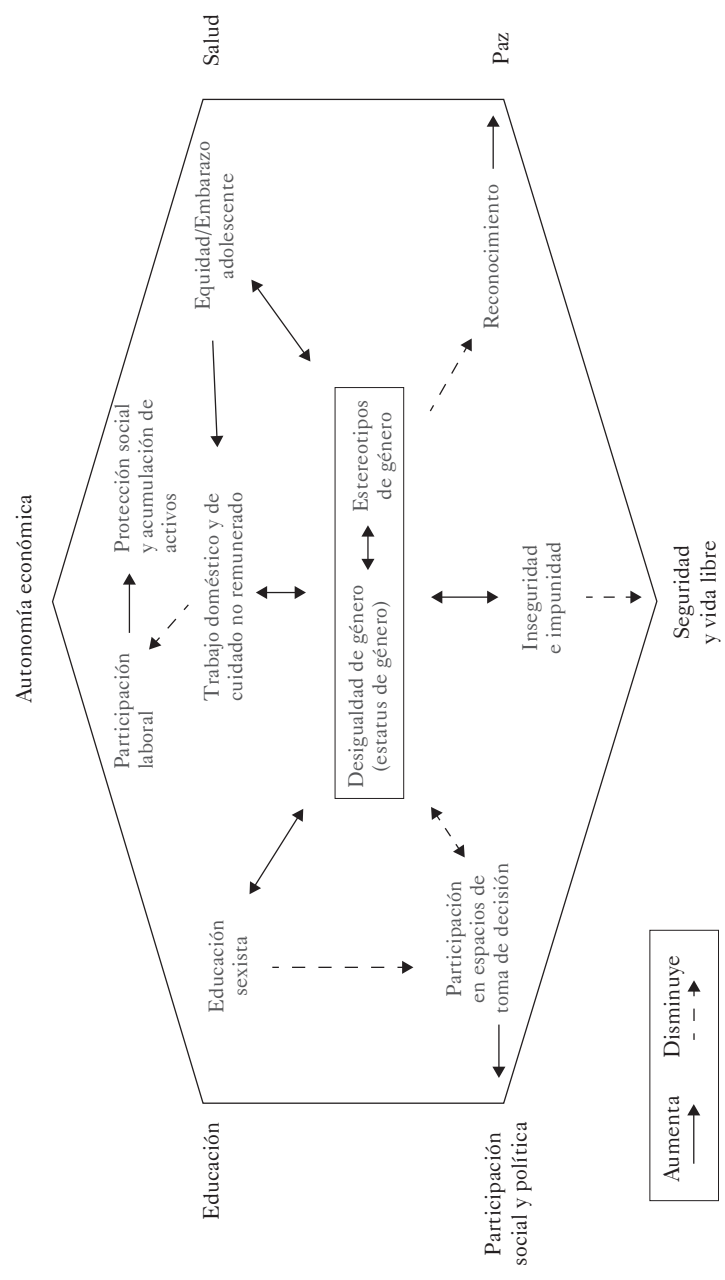 Autonomía económica
Educación
Salud
Participación
laboral
Protección social
y acumulación de
activos
Educación
sexista
Trabajo doméstico y de
cuidado no remunerado
Equidad/Embarazo
adolescente
Desigualdad de género
(estatus de género)
Estereotipos
de género
Participación
en espacios de
toma de decisión
Inseguridad
e impunidad
Reconocimiento
Participación
social y política
Paz
Seguridad
y vida libre
Aumenta
Disminuye